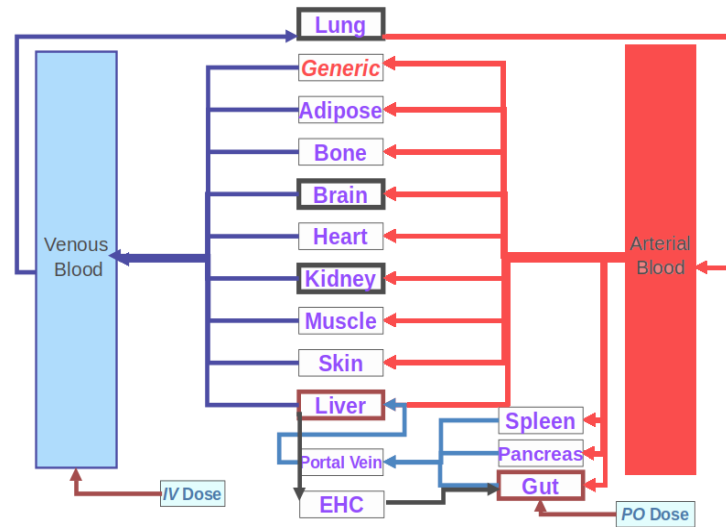 Lung
Generic
Adipose
Bone
Brain
Heart
Venous
Blood
Arterial
Blood
Kidney
Muscle
Skin
Liver
Spleen
Portal Vein
Pancreas
Gut
IV Dose
EHC
PO Dose